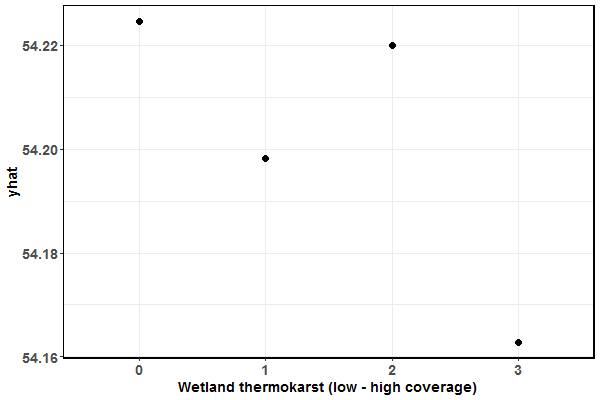 54.22
54.20
54.18
54.16
yhat
0 1 2 3
Wetland thermokarst (low - high coverage)